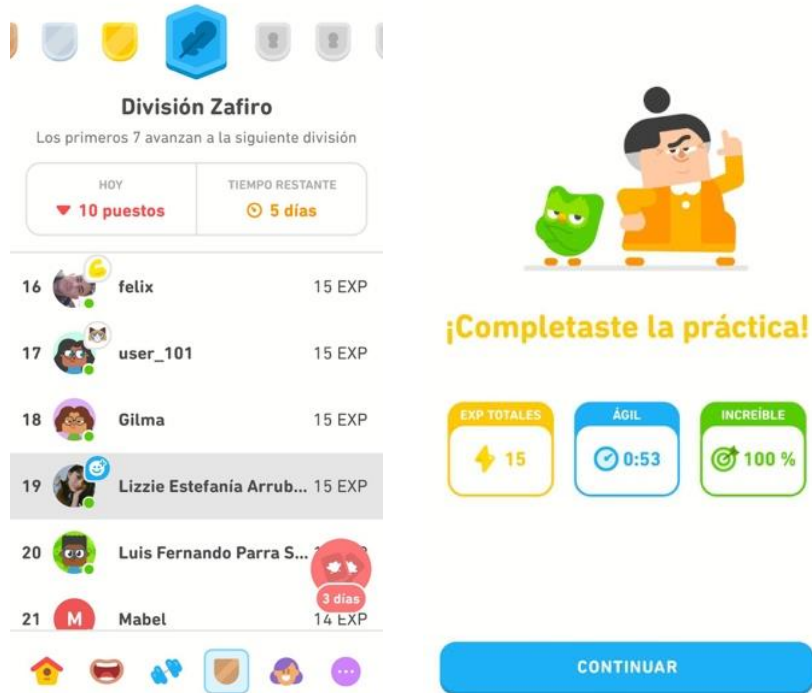 División Zafiro
Los primeros 7 avanzan a la siguiente división
HOY
10 puestos
TIEMPO RESTANTE
5 días
16 felix 15 EXP
17 user_101 15 EXP
18 Gilma 15 EXP
19 Lizzie Estefanía Arrub... 15 EXP
20 Luis Fernando Parra S...
3 días
21 M Mabel 14 EXP
¡Completaste la práctica!
EXP TOTALES
15
ÁGIL
0:53
INCREÍBLE
100 %
CONTINUAR